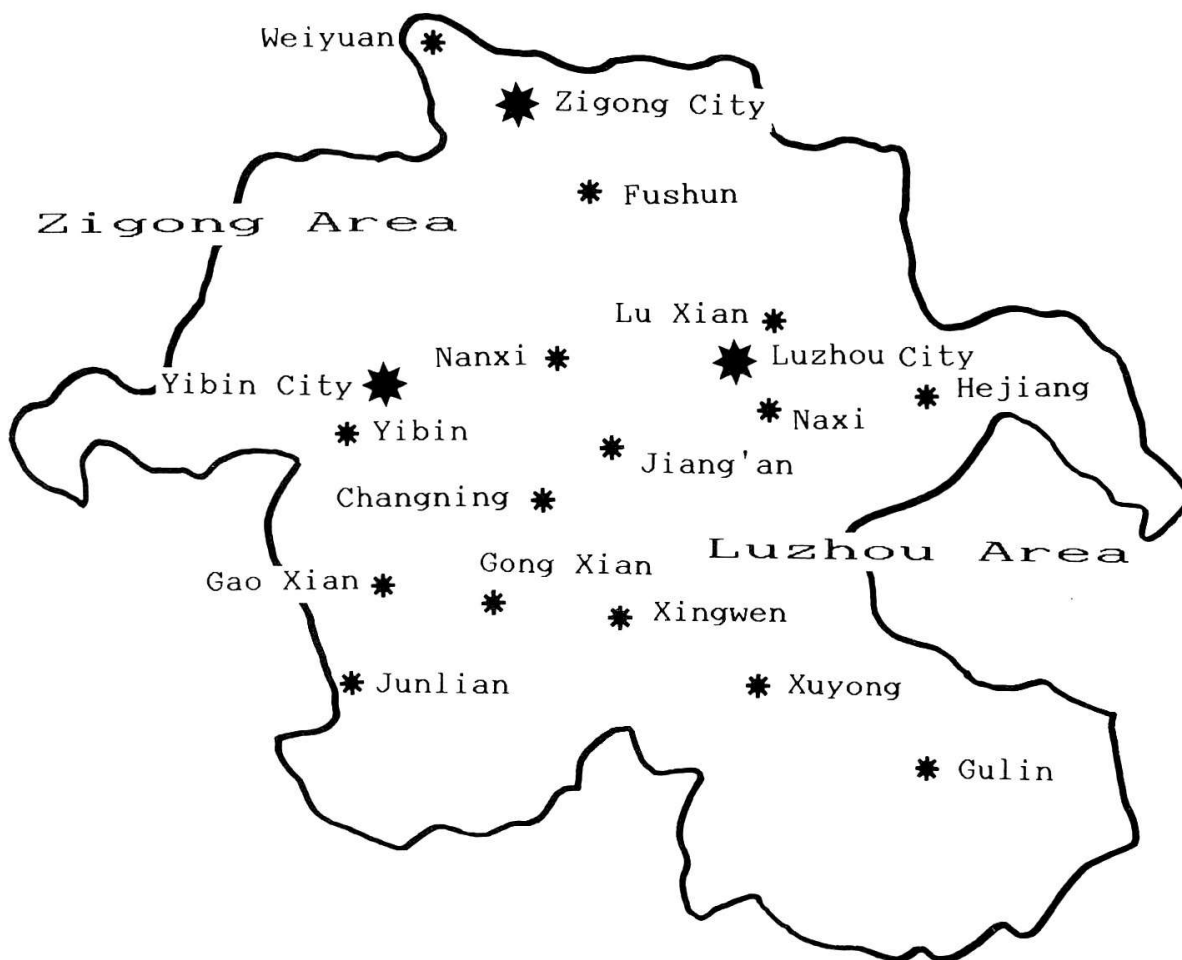 Weiyuan
Zigong City
Fushun
Zigong Area
Lu Xian
Nanxi
Luzhou City
Yibin City
Hejiang
Naxi
Yibin
Jiang'an
Changning
Luzhou Area
Gong Xian
Gao Xian
Xingwen
Junlian
Xuyong
Gulin